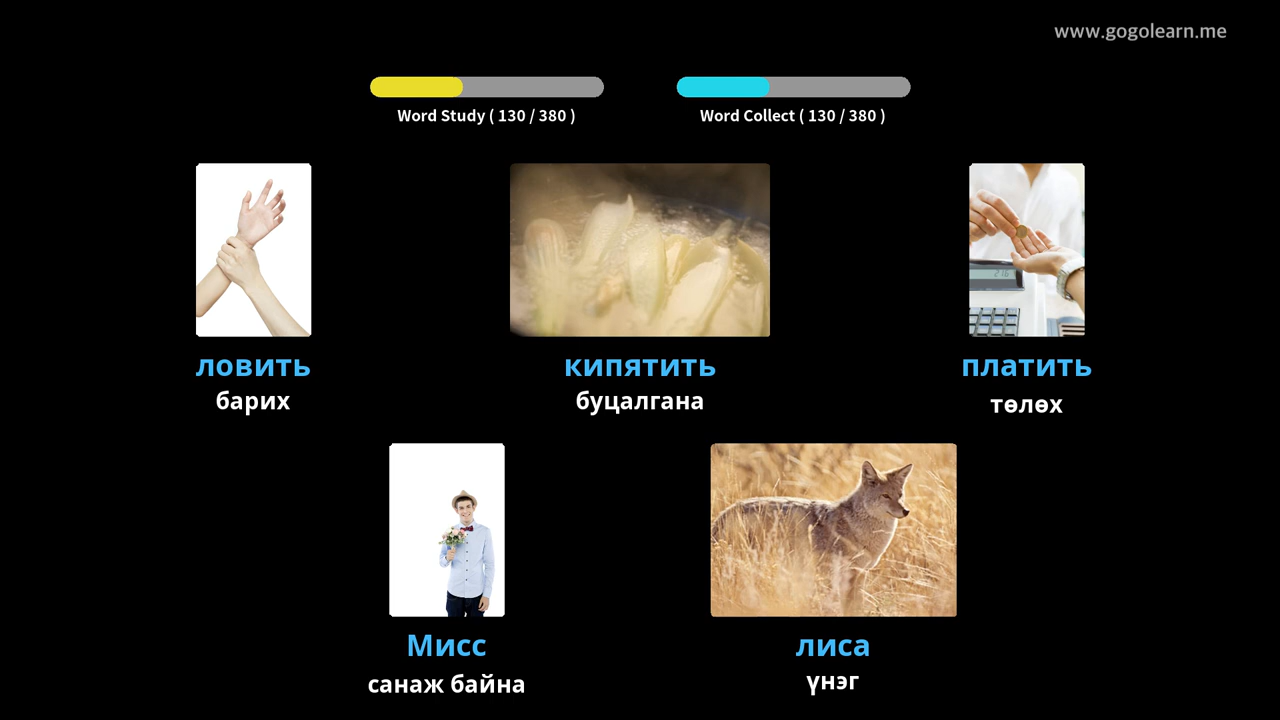 www.gogolearn.me
Word Study ( 130 / 380 )
Word Collect ( 130 / 380 )
ловить
барих
кипятить
буцалгана
платить
төлөх
Мисс
санаж байна
лиса
үнэг